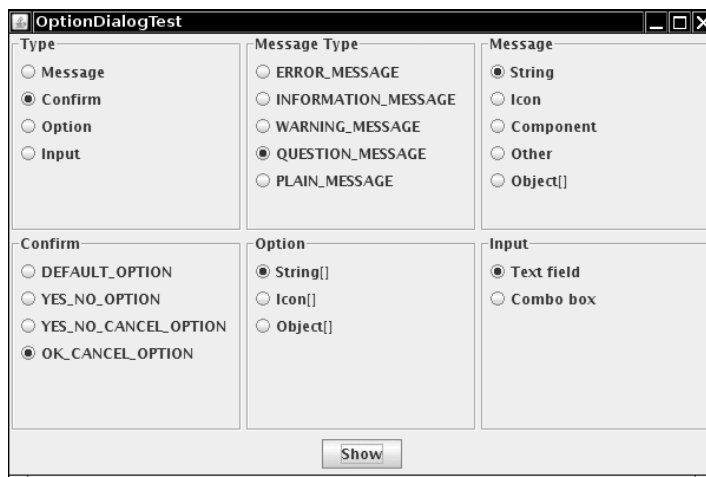 OptionDialogTest
Type
Message
Confirm
Option
Input
Message Type
ERROR_MESSAGE
INFORMATION_MESSAGE
WARNING_MESSAGE
QUESTION_MESSAGE
PLAIN_MESSAGE
Message
String
Icon
Component
Other
Object[]
Confirm
DEFAULT_OPTION
YES_NO_OPTION
YES_NO_CANCEL_OPTION
OK_CANCEL_OPTION
Option
String[]
Icon[]
Object[]
Input
Text field
Combo box
Show